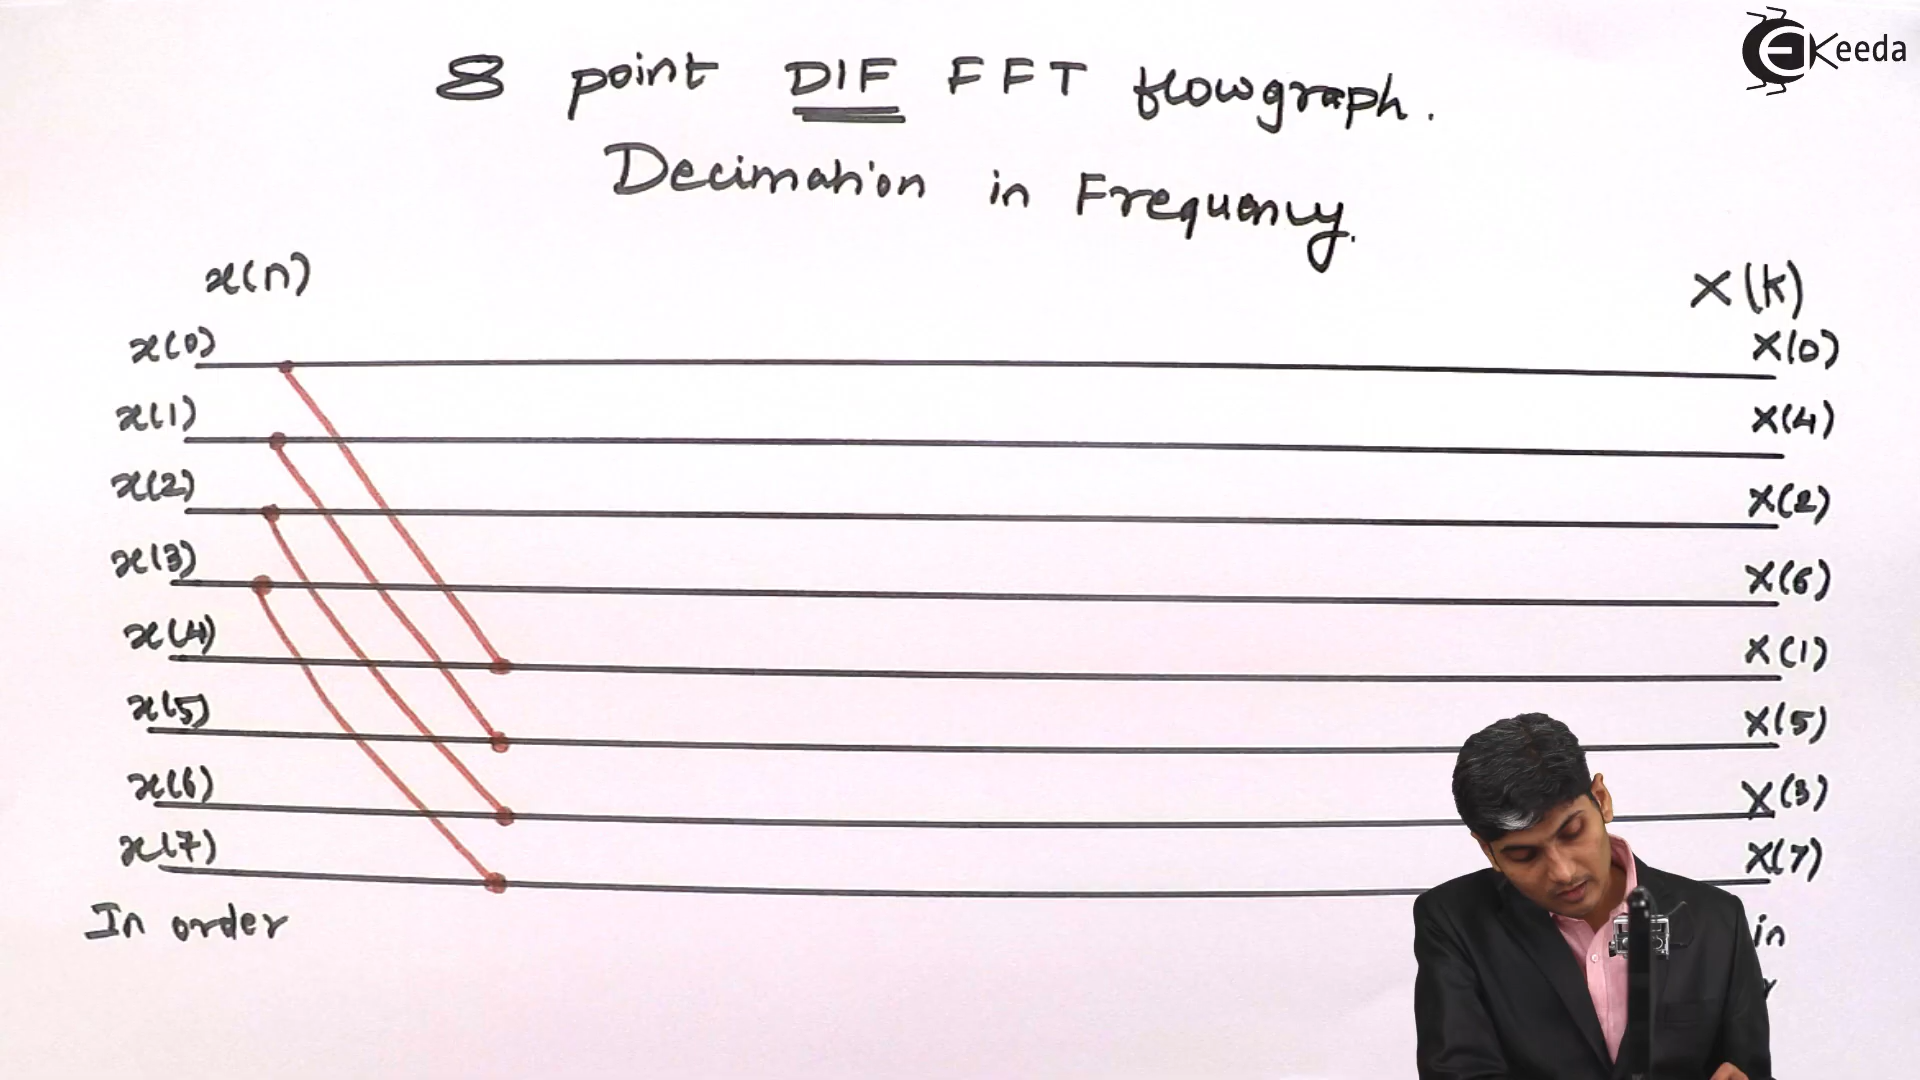 EKeeda
8 point DIF FFT flowgraph.
Decimation in Frequency.
x(n) X(k)
x(0) X(0)
x(1) X(4)
x(2) X(2)
x(3) X(6)
x(4) X(1)
x(5) X(5)
x(6) X(3)
x(7) X(7)
In order in